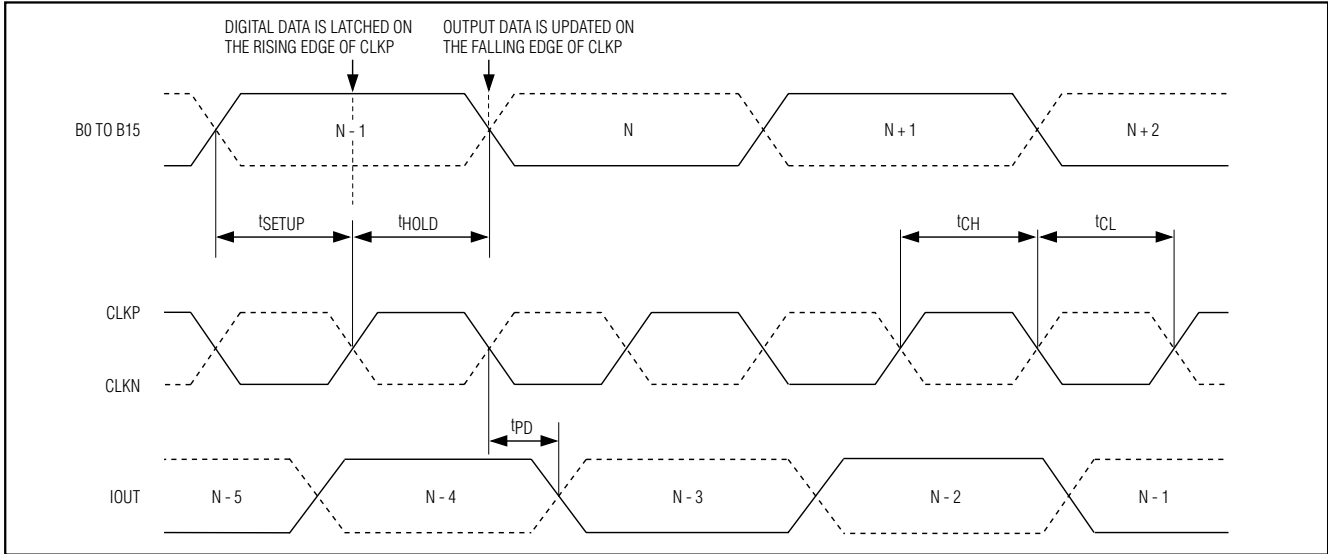 DIGITAL DATA IS LATCHED ON
THE RISING EDGE OF CLKP
OUTPUT DATA IS UPDATED ON
THE FALLING EDGE OF CLKP
B0 TO B15
N - 1
N
N + 1
N + 2
tSETUP
tHOLD
tCH
tCL
CLKP
CLKN
tPD
IOUT
N - 5
N - 4
N - 3
N - 2
N - 1